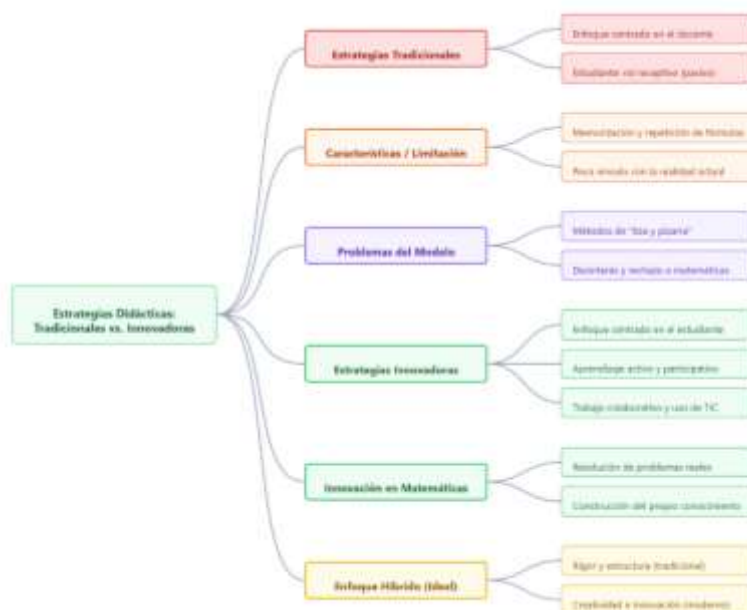 Estrategias Didácticas:
Tradicionales vs. Innovadoras
Estrategias Tradicionales
Enfoque centrado en el docente
Estudiante rol receptivo (pasivo)
Características / Limitación
Memorización y repetición de fórmulas
Poco vínculo con la realidad actual
Problemas del Modelo
Métodos de "tiza y pizarra"
Desinterés y rechazo a matemáticas
Estrategias Innovadoras
Enfoque centrado en el estudiante
Aprendizaje activo y participativo
Trabajo colaborativo y uso de TIC
Innovación en Matemáticas
Resolución de problemas reales
Construcción del propio conocimiento
Enfoque Híbrido (Ideal)
Rigor y estructura (tradicional)
Creatividad e innovación (moderno)